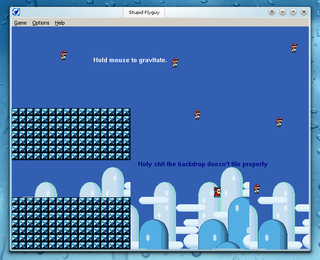 Stupid Flyguy
Game Options Help
Hold mouse to gravitate.
Holy shit the backdrop doesn't tile properly